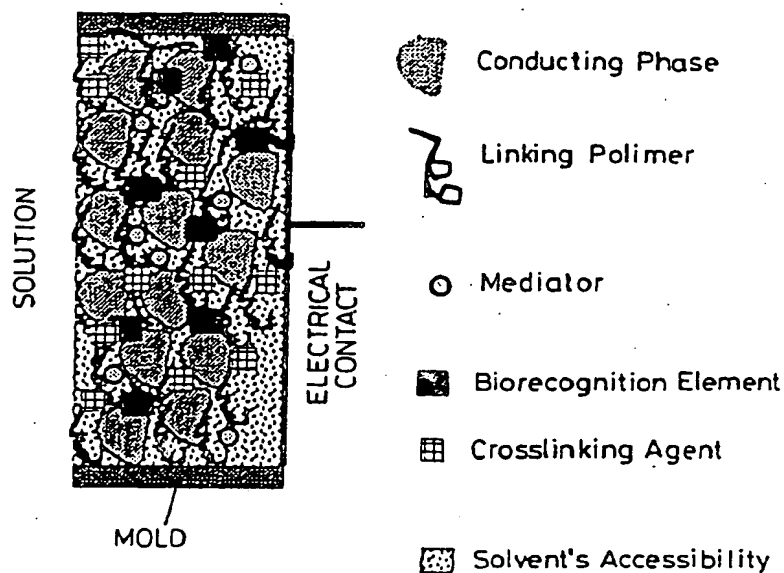 SOLUTION
ELECTRICAL
CONTACT
MOLD
Conducting Phase
Linking Polimer
Mediator
Biorecognition Element
Crosslinking Agent
Solvent's Accessibility